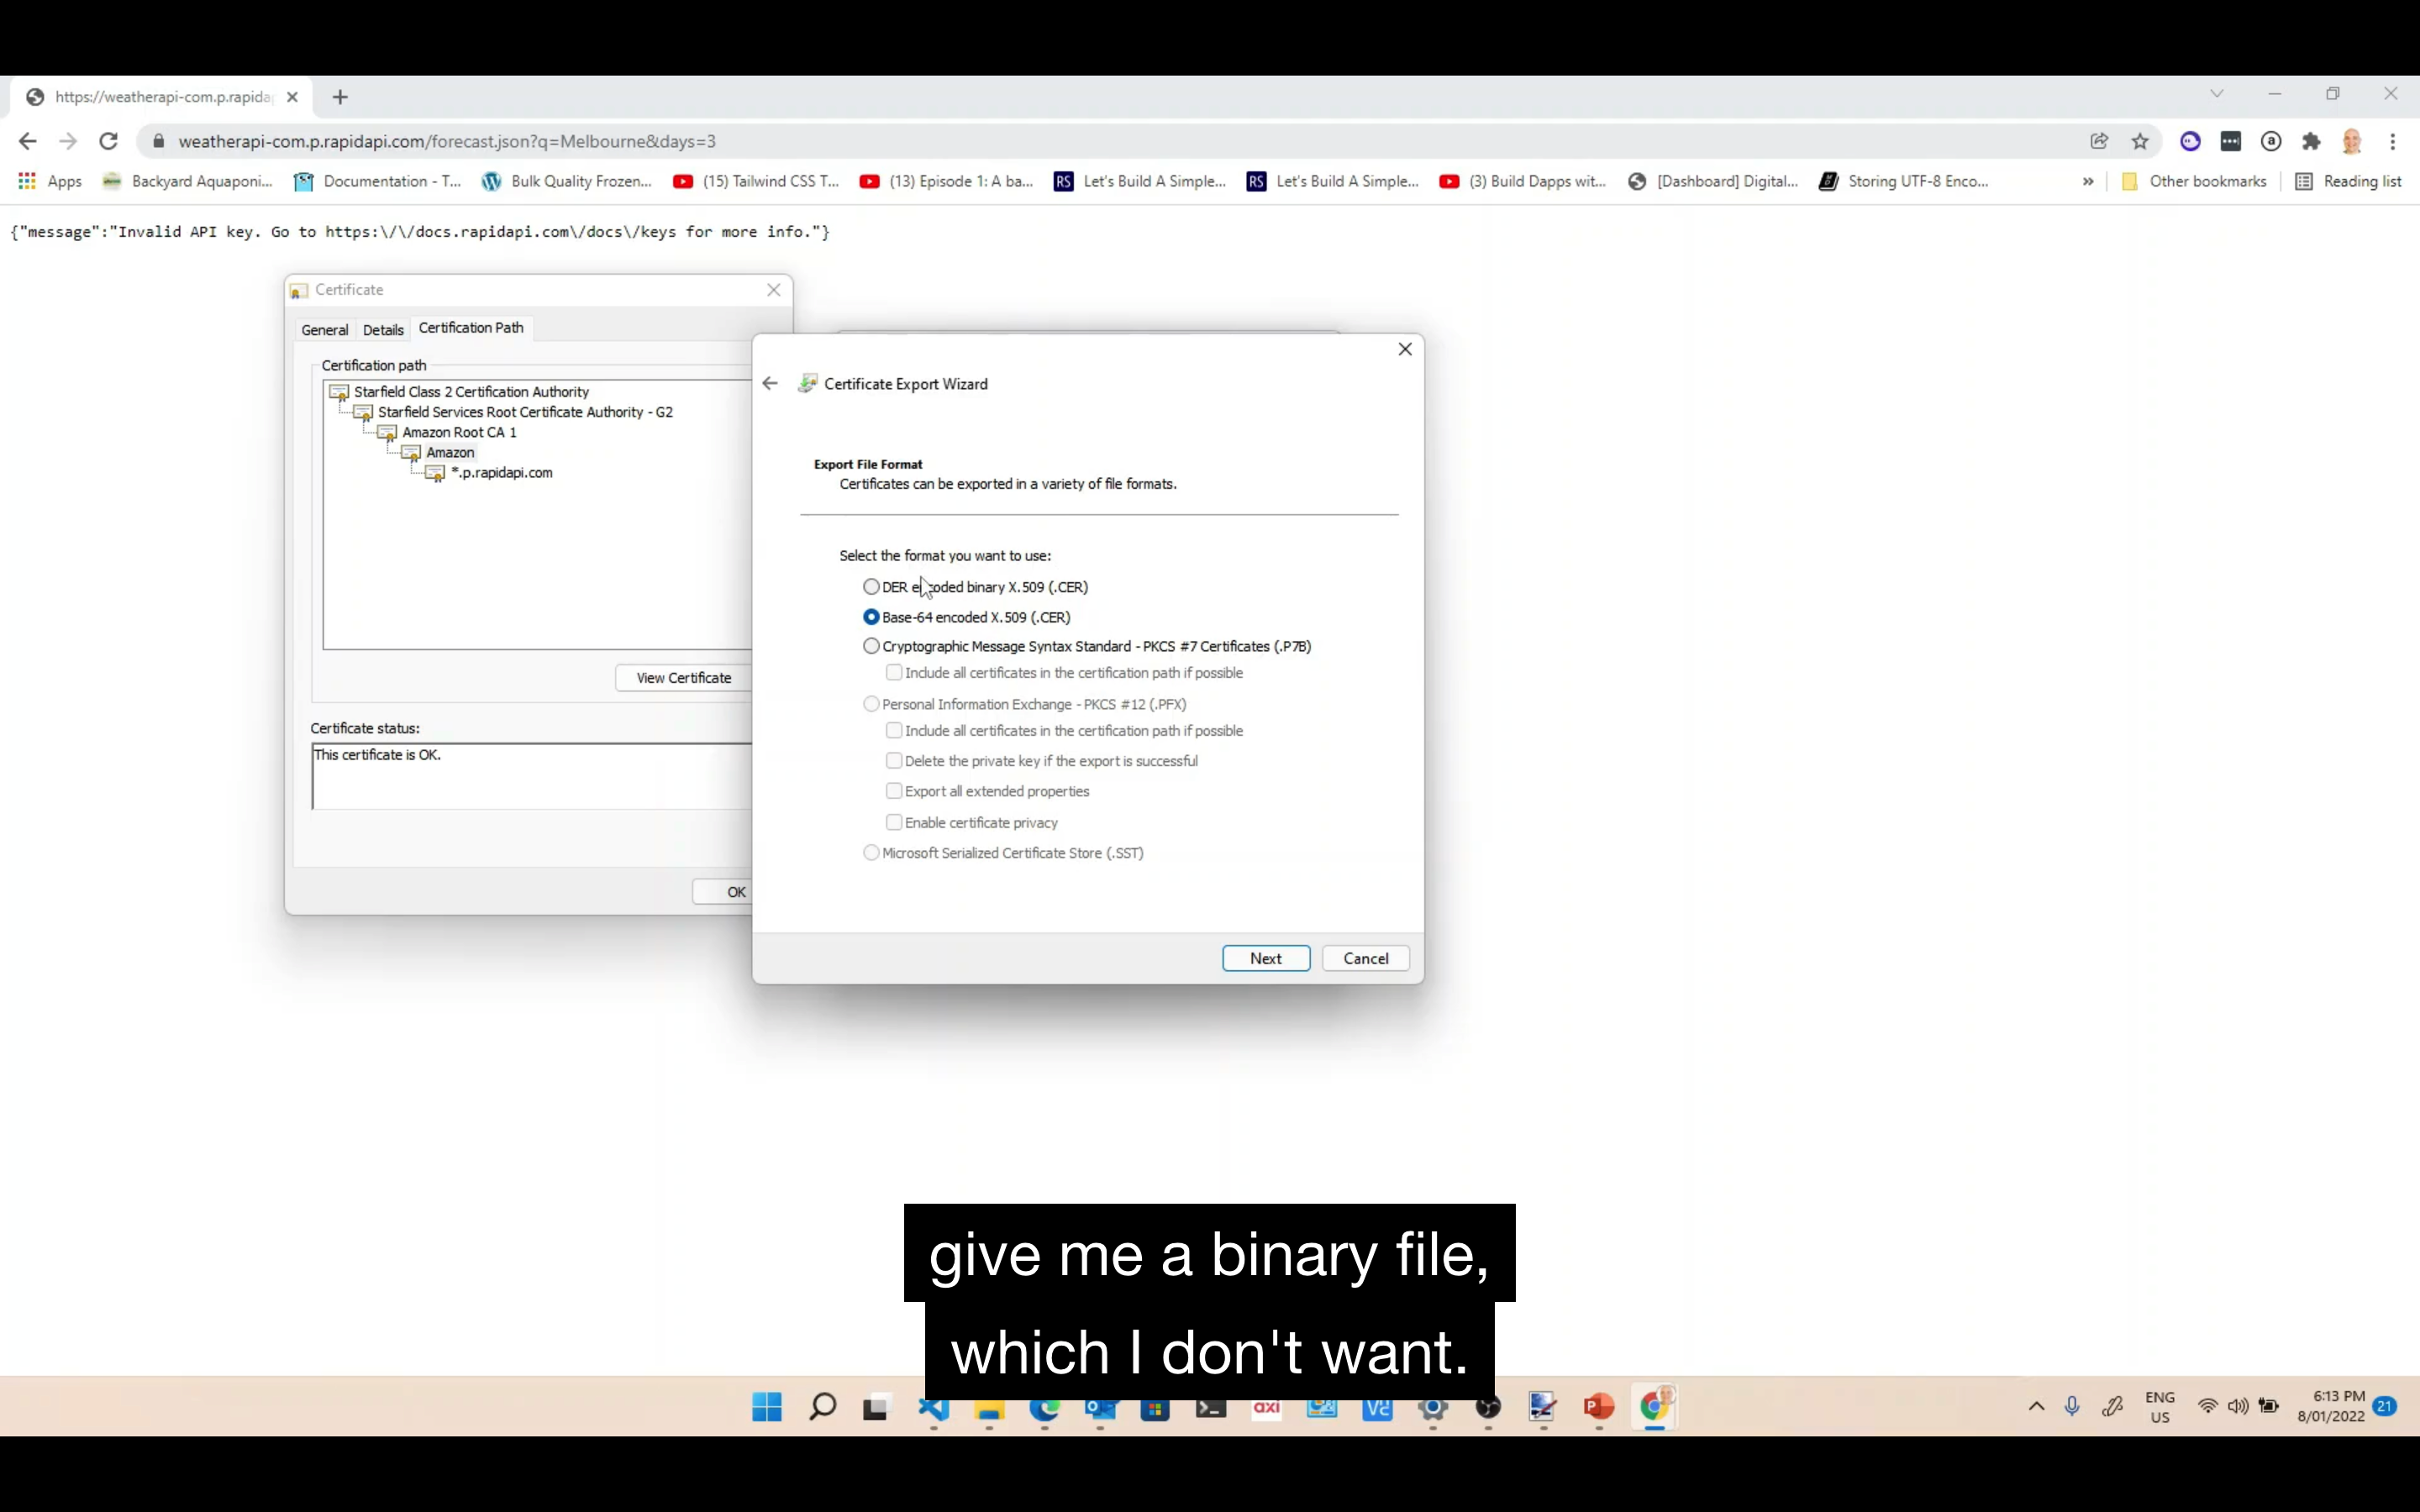 https://weatherapi-com.p.rapida
weatherapi-com.p.rapidapi.com/forecast.json?q=Melbourne&days=3
Apps
Backyard Aquaponi...
Documentation - T...
Bulk Quality Frozen...
(15) Tailwind CSS T...
(13) Episode 1: A ba...
RS
Let's Build A Simple...
RS
Let's Build A Simple...
(3) Build Dapps wit...
[Dashboard] Digital...
Storing UTF-8 Enco...
»
Other bookmarks
Reading list
{"message":"Invalid API key. Go to https:\/\/docs.rapidapi.com\/docs\/keys for more info."}
Certificate
General
Details
Certification Path
Certification path
Starfield Class 2 Certification Authority
Starfield Services Root Certificate Authority - G2
Amazon Root CA 1
Amazon
*.p.rapidapi.com
View Certificate
Certificate status:
This certificate is OK.
OK
Certificate Export Wizard
Export File Format
Certificates can be exported in a variety of file formats.
Select the format you want to use:
DER encoded binary X.509 (.CER)
Base-64 encoded X.509 (.CER)
Cryptographic Message Syntax Standard - PKCS #7 Certificates (.P7B)
Include all certificates in the certification path if possible
Personal Information Exchange - PKCS #12 (.PFX)
Include all certificates in the certification path if possible
Delete the private key if the export is successful
Export all extended properties
Enable certificate privacy
Microsoft Serialized Certificate Store (.SST)
Next
Cancel
give me a binary file,
which I don't want.
axi
ENG
US
6:13 PM
8/01/2022
21